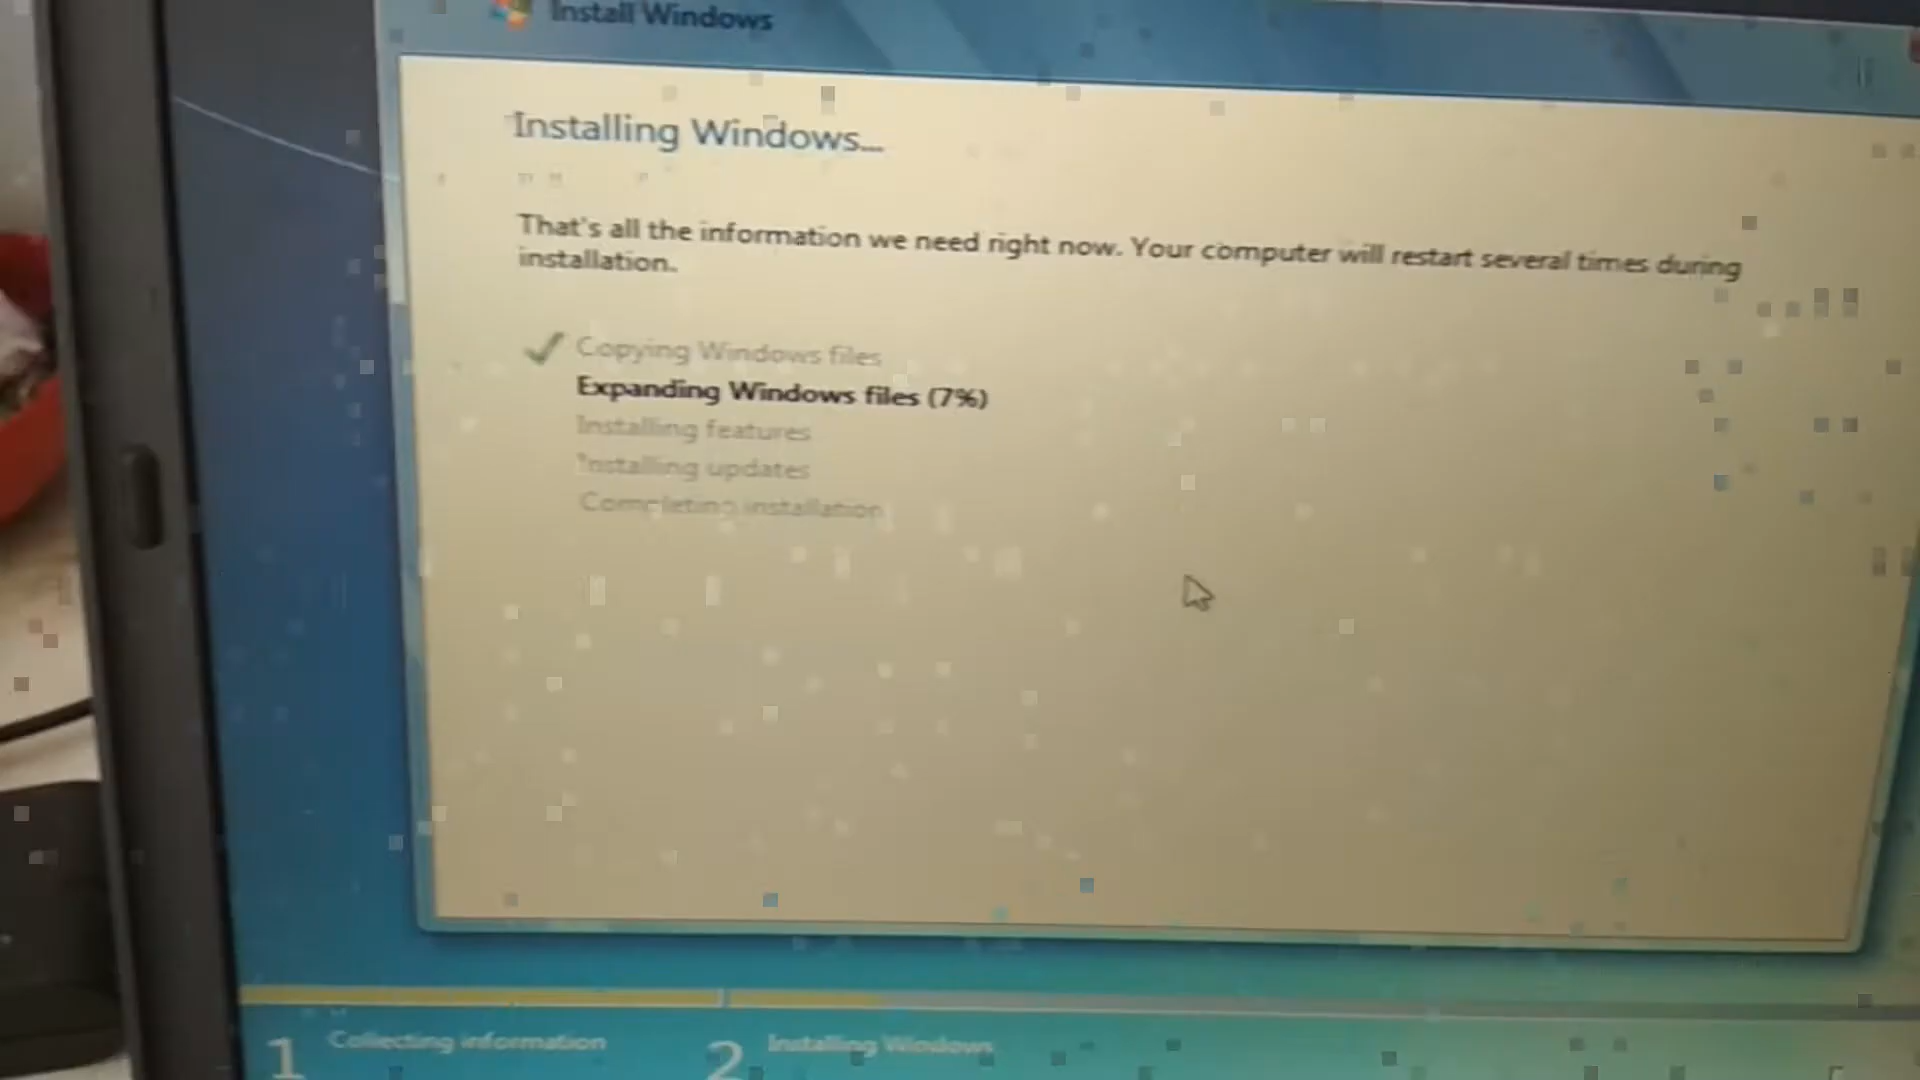 Install Windows
Installing Windows...
That's all the information we need right now. Your computer will restart several times during
installation.
Copying Windows files
Expanding Windows files (7%)
Installing features
Installing updates
Completing installation
1 Collecting information
2 Installing Windows